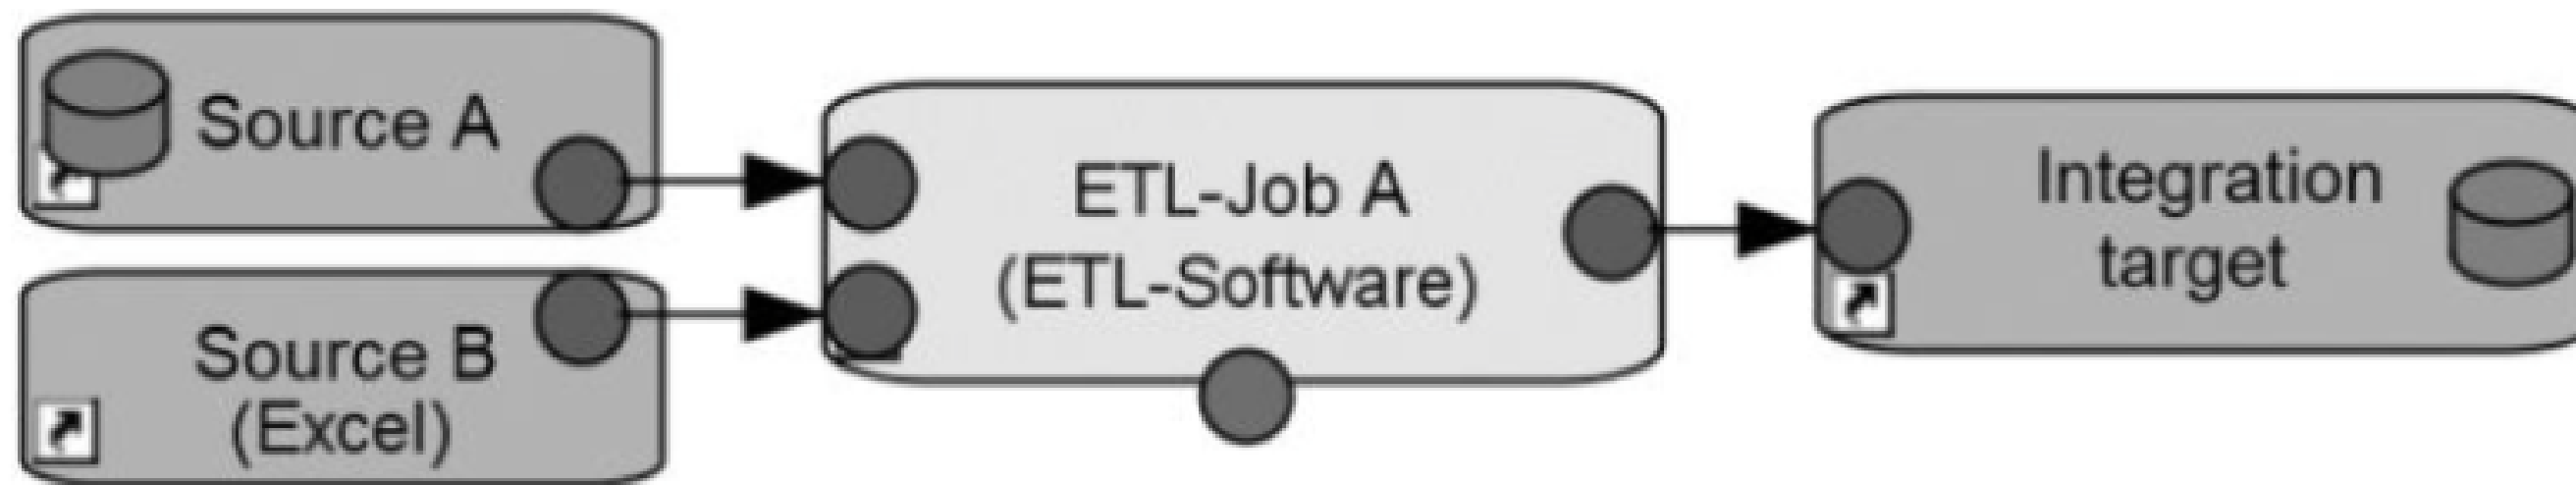 Source A
Source B
(Excel)
ETL-Job A
(ETL-Software)
Integration
target